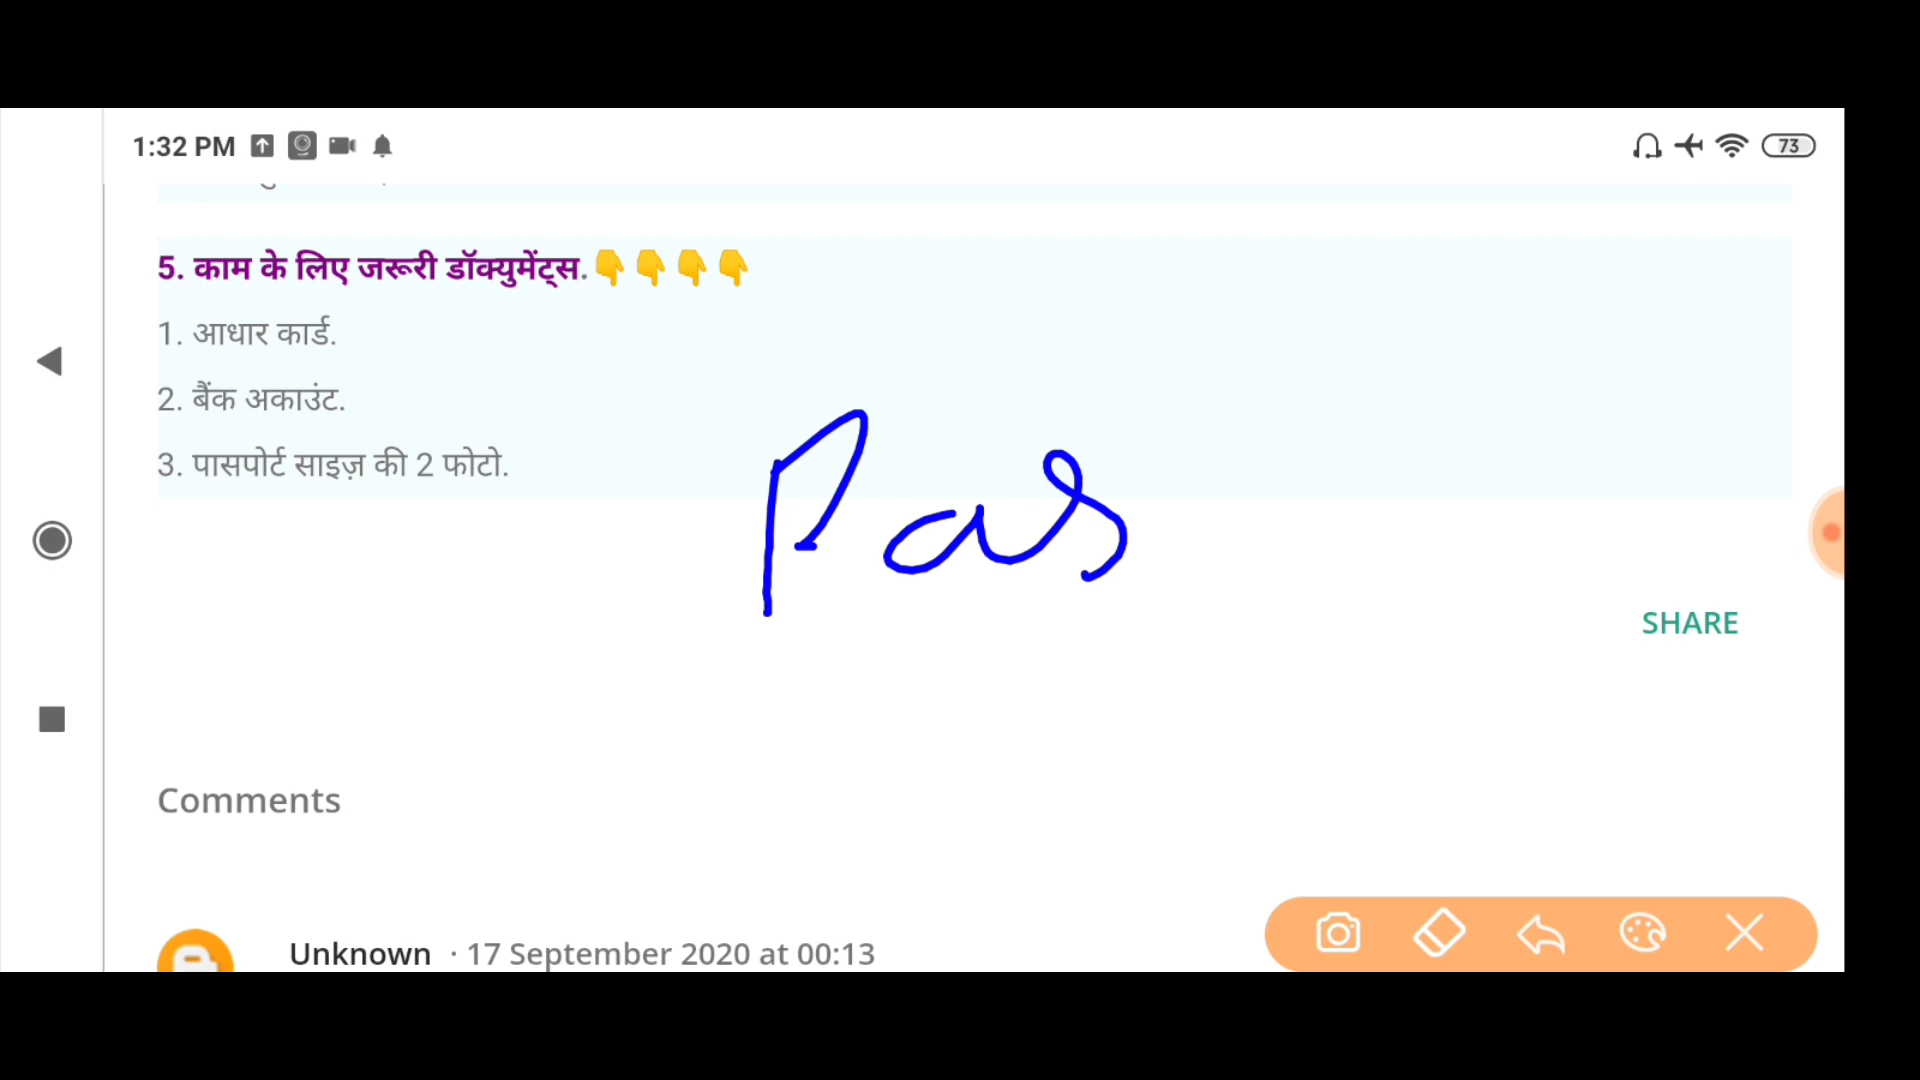 1:32 PM 73
5. काम के लिए जरूरी डॉक्युमेंट्स.👇👇👇👇
1. आधार कार्ड.
2. बैंक अकाउंट.
3. पासपोर्ट साइज़ की 2 फोटो.
Pas
SHARE
Comments
Unknown · 17 September 2020 at 00:13